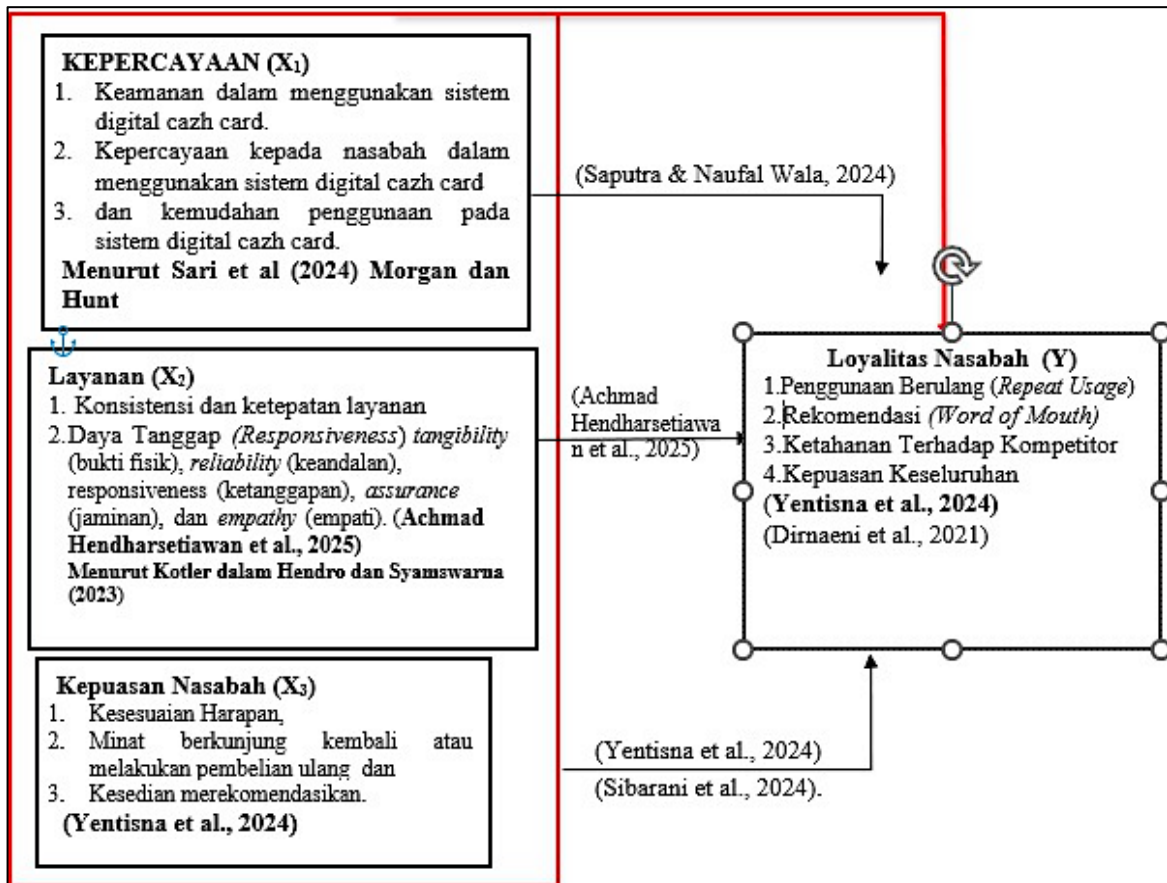 KEPERCAYAAN (X₁)
1. Keamanan dalam menggunakan sistem
digital cazh card.
2. Kepercayaan kepada nasabah dalam
menggunakan sistem digital cazh card
3. dan kemudahan penggunaan pada
sistem digital cazh card.
Menurut Sari et al (2024) Morgan dan
Hunt
(Saputra & Naufal Wala, 2024)
Layanan (X₂)
1. Konsistensi dan ketepatan layanan
2.Daya Tanggap (Responsiveness) tangibility
(bukti fisik), reliability (keandalan),
responsiveness (ketanggapan), assurance
(jaminan), dan empathy (empati). (Achmad
Hendharsetiawan et al., 2025)
Menurut Kotler dalam Hendro dan Syamswarna
(2023)
(Achmad
Hendharsetiawa
n et al., 2025)
Loyalitas Nasabah (Y)
1.Penggunaan Berulang (Repeat Usage)
2.Rekomendasi (Word of Mouth)
3.Ketahanan Terhadap Kompetitor
4.Kepuasan Keseluruhan
(Yentisna et al., 2024)
(Dirnaeni et al., 2021)
Kepuasan Nasabah (X₃)
1. Kesesuaian Harapan,
2. Minat berkunjung kembali atau
melakukan pembelian ulang dan
3. Kesedian merekomendasikan.
(Yentisna et al., 2024)
(Yentisna et al., 2024)
(Sibarani et al., 2024).